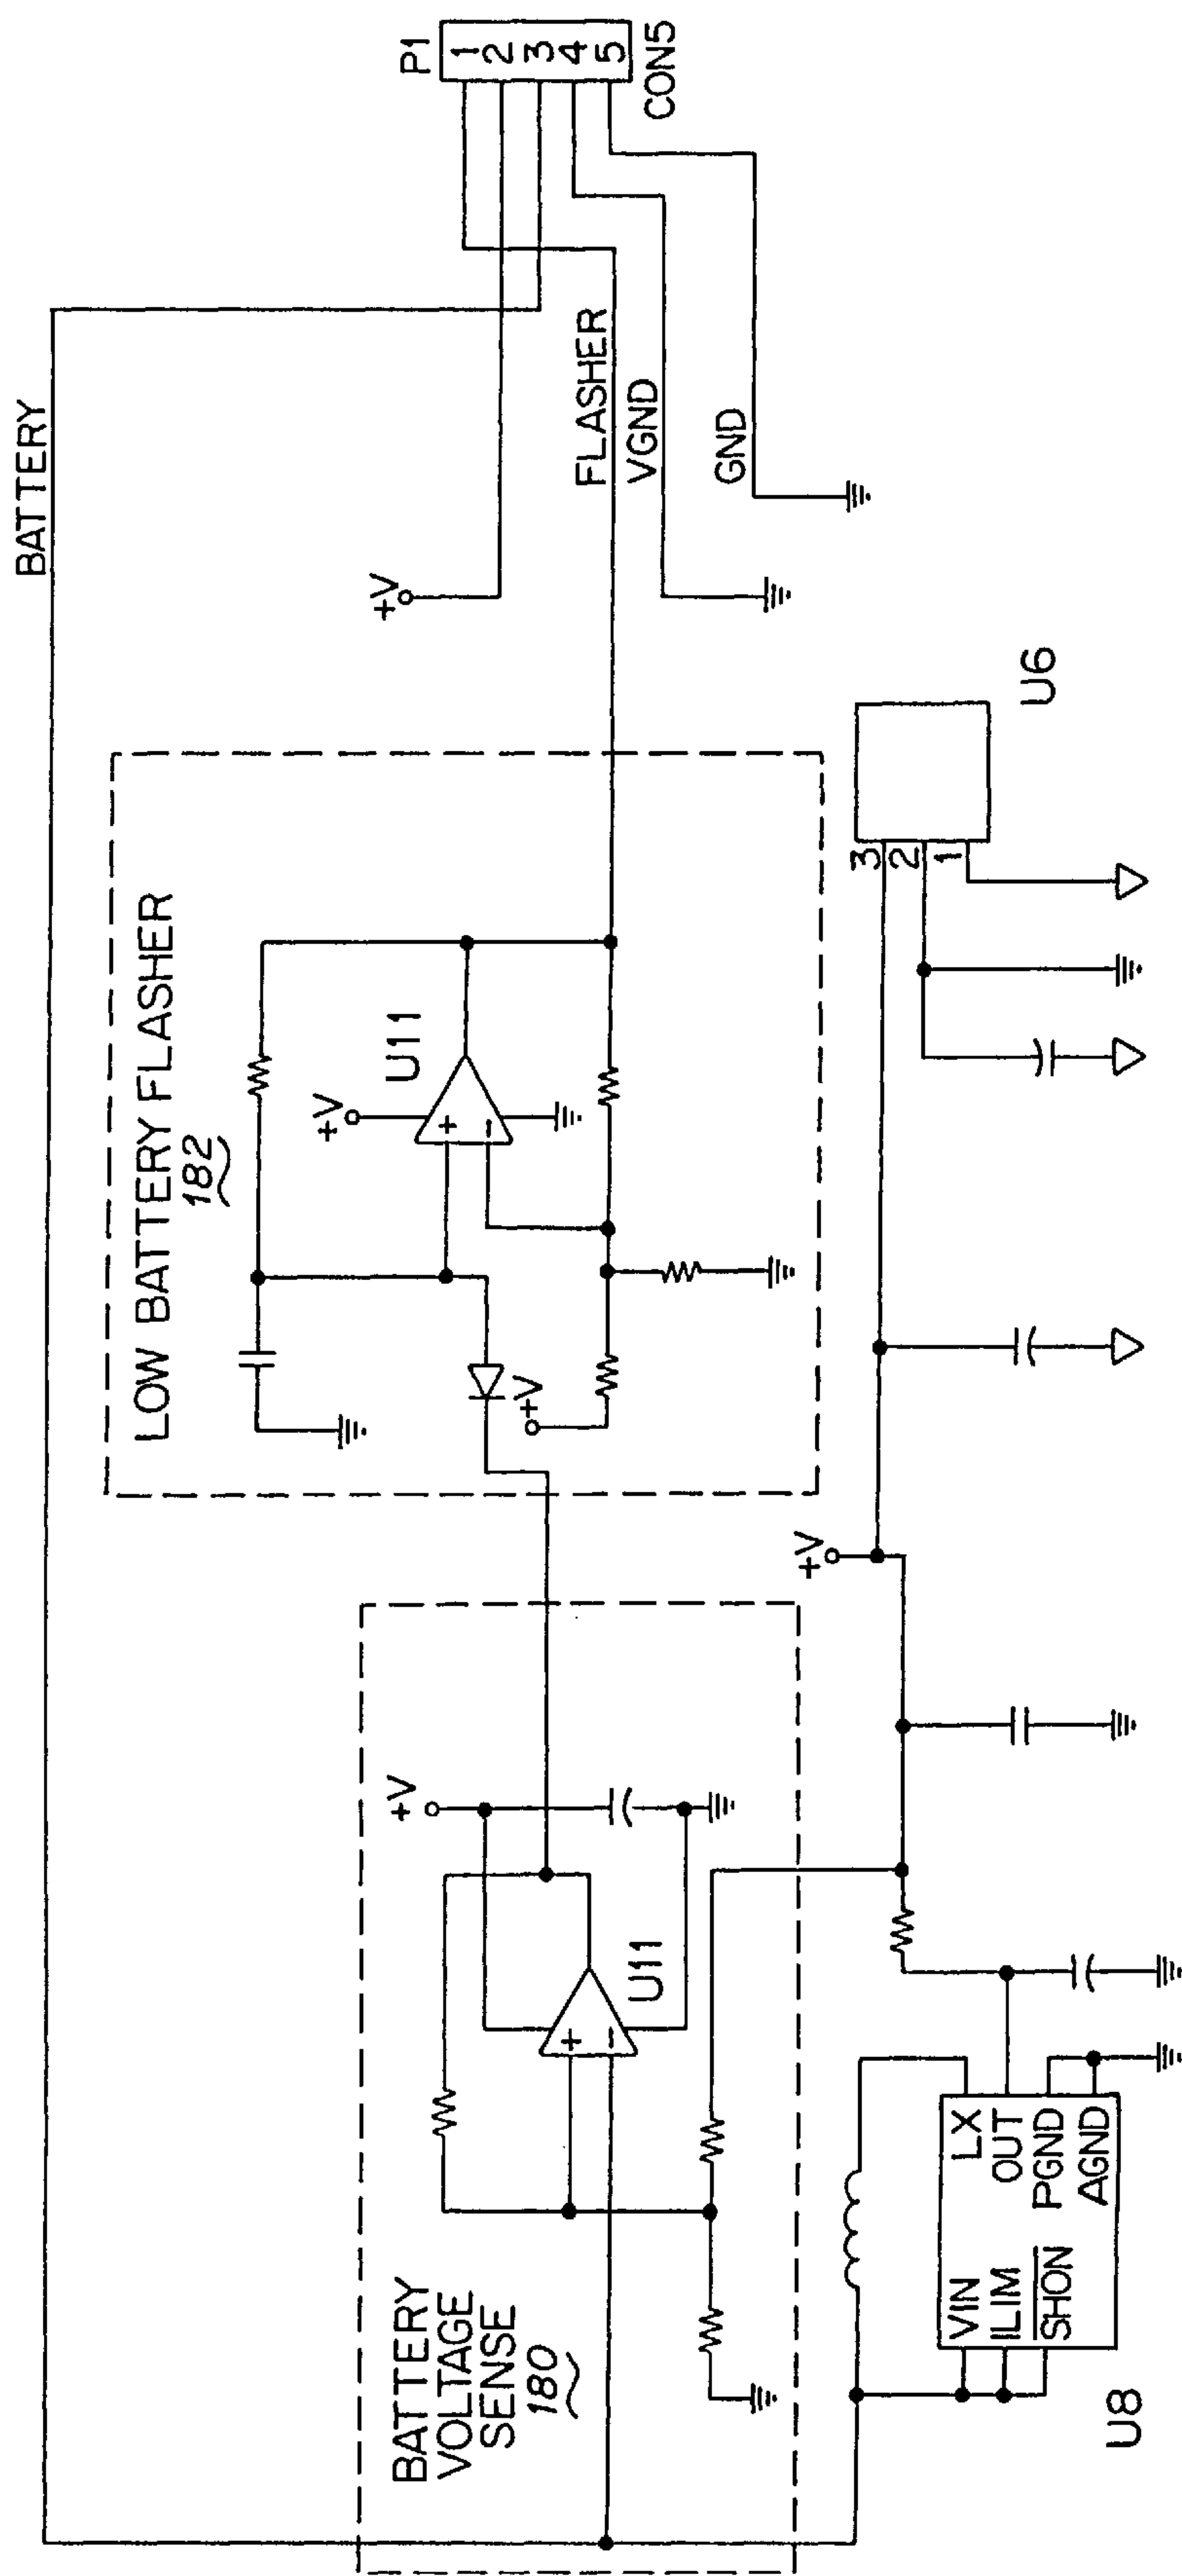 BATTERY
P1
1
2
3
4
5
CON5
+V
FLASHER
VGND
GND
LOW BATTERY FLASHER
182
+V
U11
+
−
+V
BATTERY
VOLTAGE
SENSE
180
+V
U11
+
−
+V
3
2
1
U6
VIN
ILIM
SHON
LX
OUT
PGND
AGND
U8